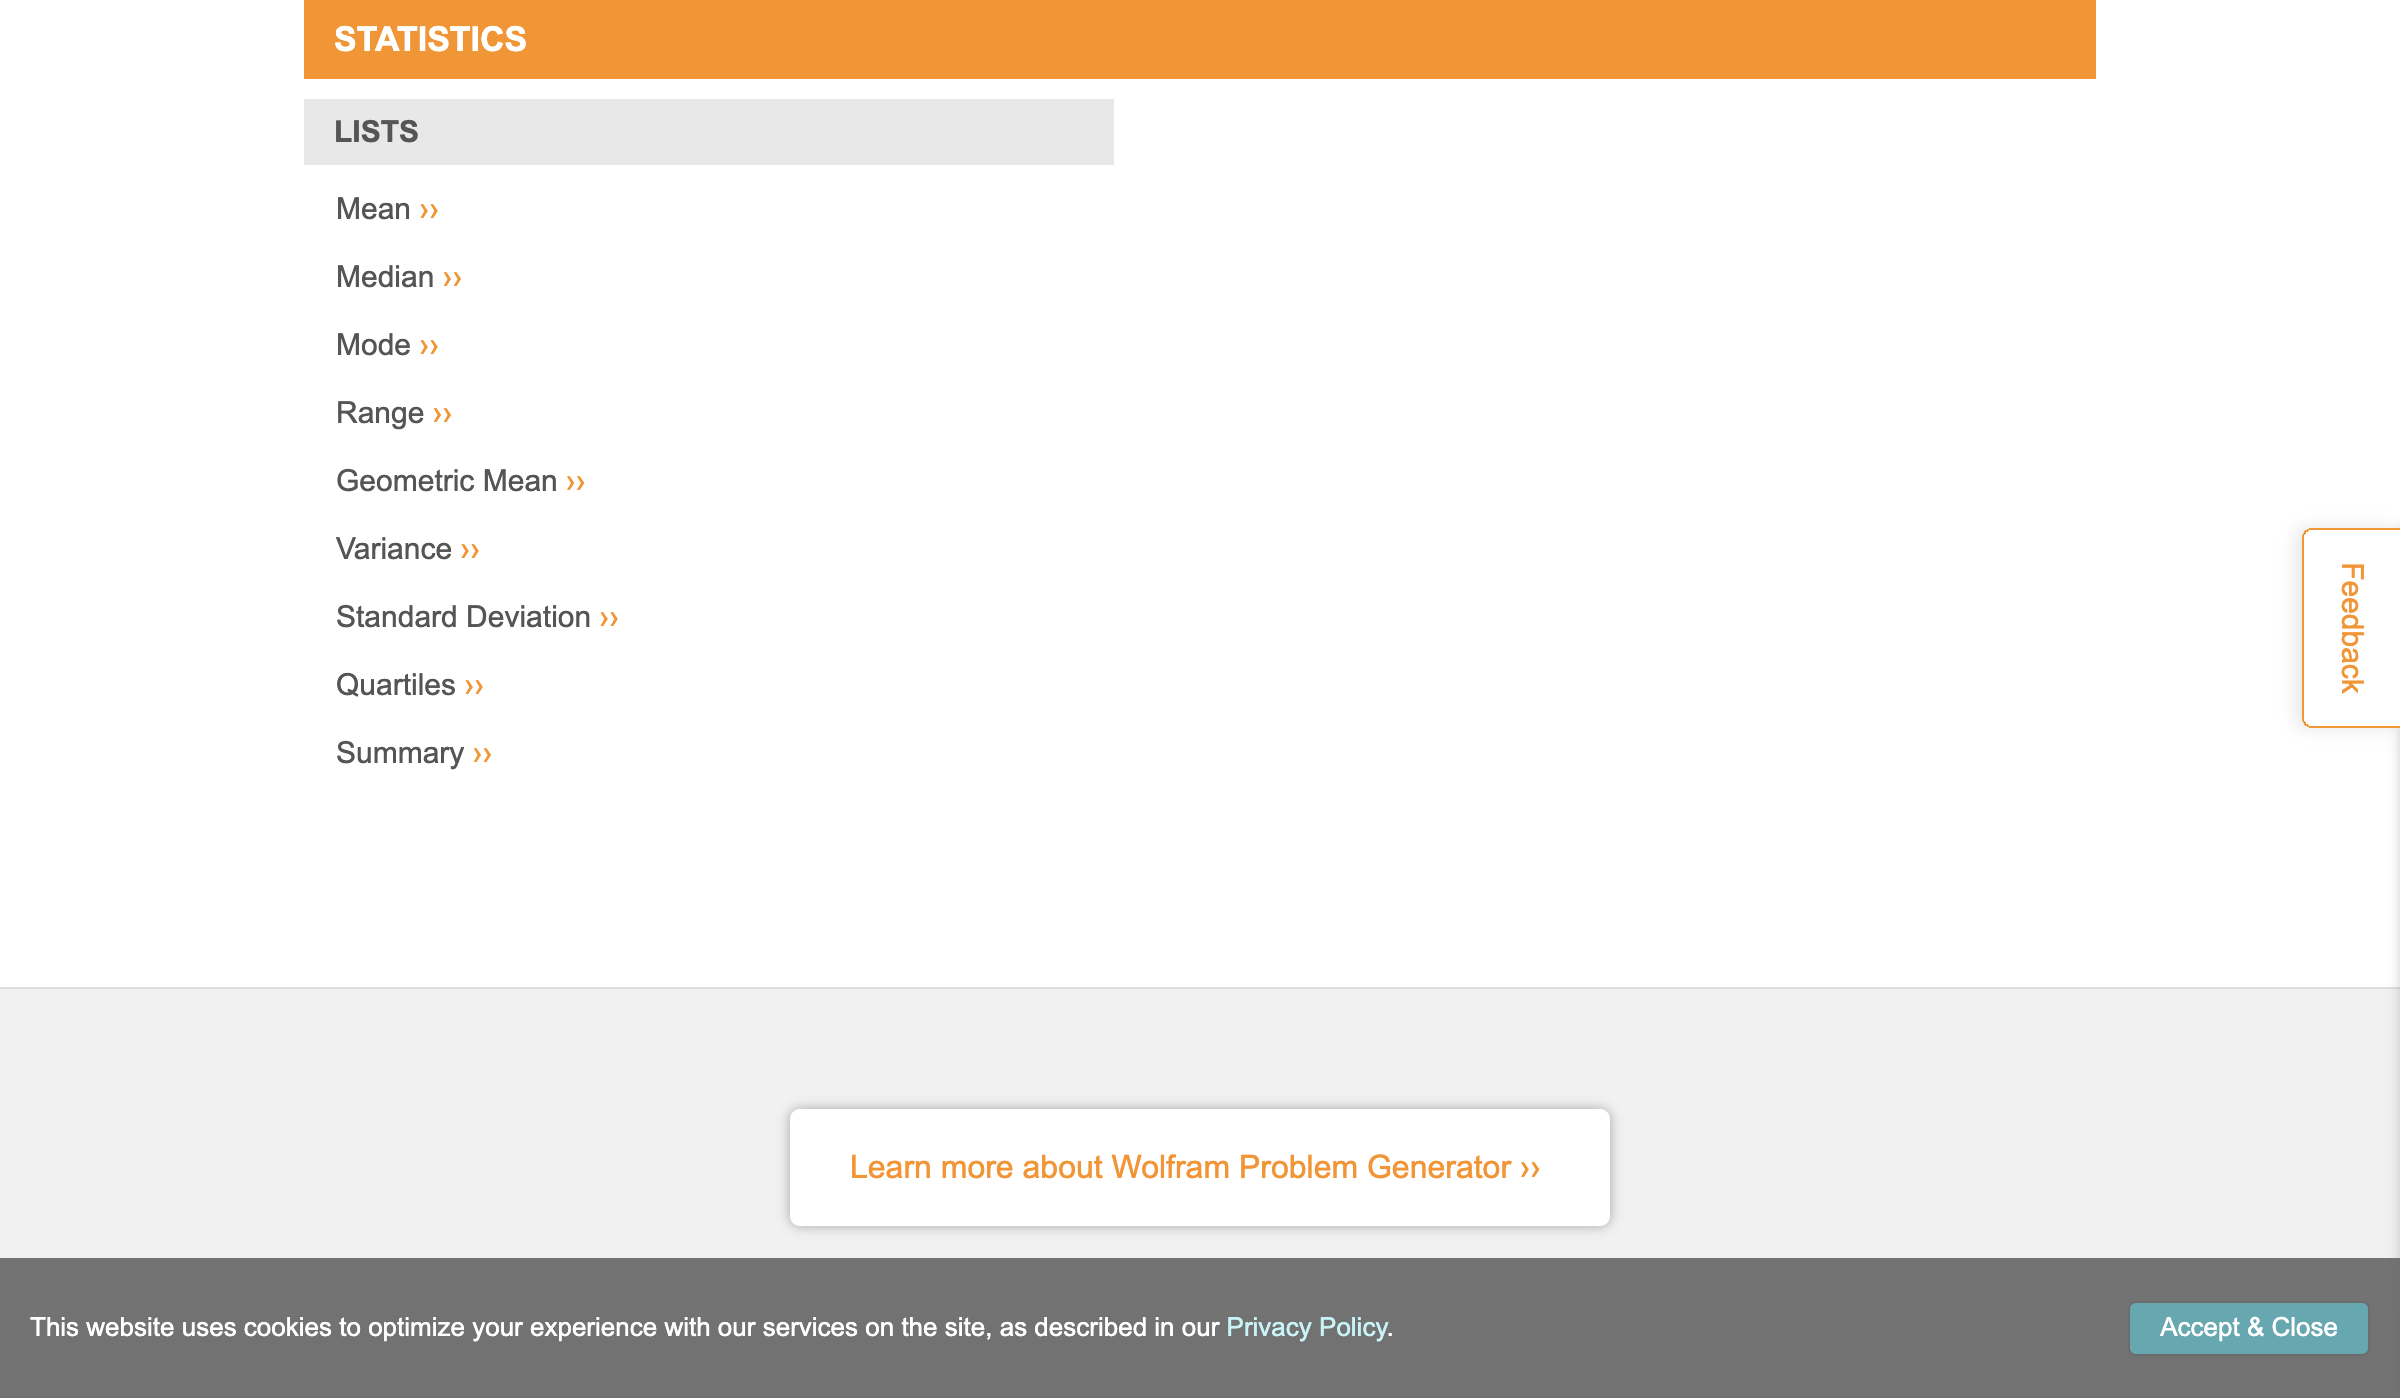 STATISTICS
LISTS
Mean ››
Median ››
Mode ››
Range ››
Geometric Mean ››
Variance ››
Standard Deviation ››
Quartiles ››
Summary ››
Feedback
Learn more about Wolfram Problem Generator ››
This website uses cookies to optimize your experience with our services on the site, as described in our Privacy Policy.
Accept & Close